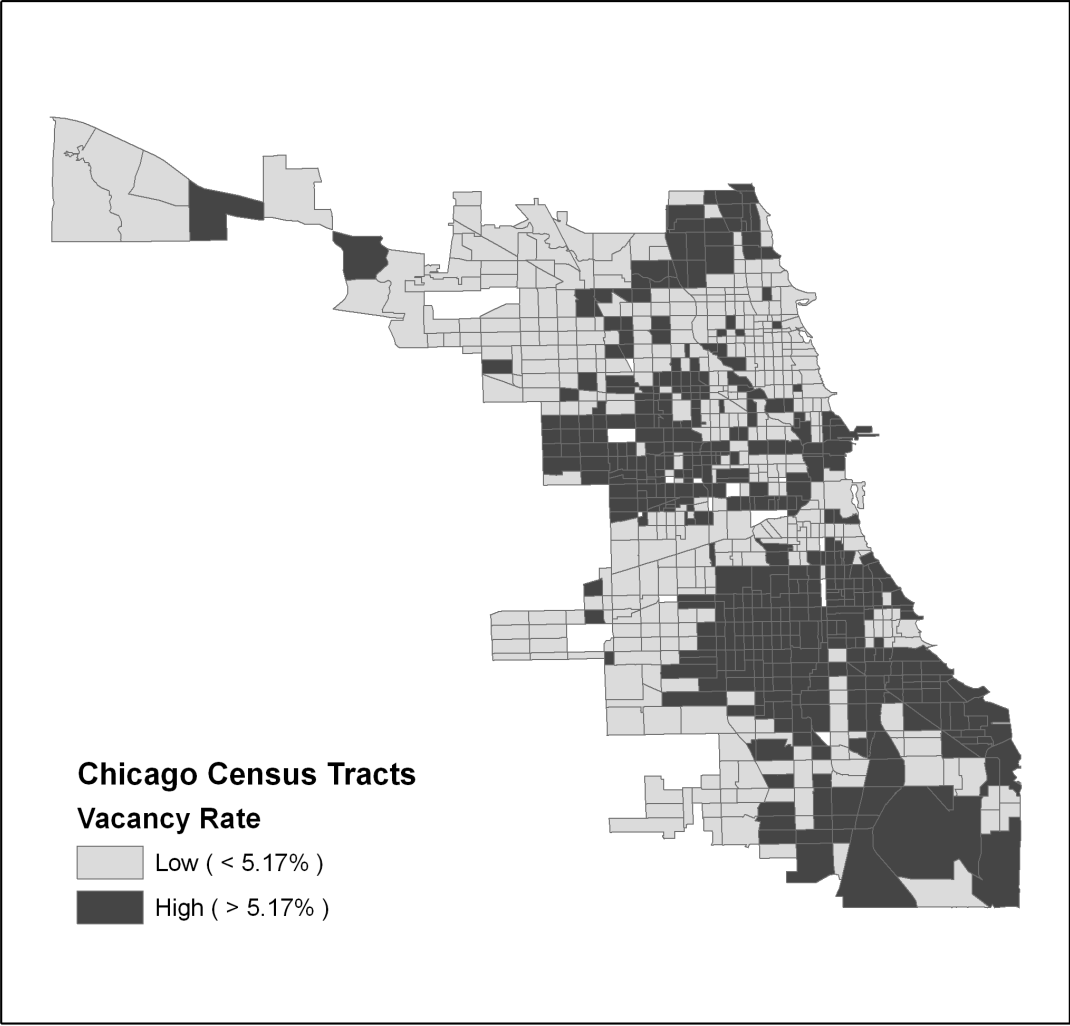 Chicago Census Tracts
Vacancy Rate
Low ( < 5.17% )
High ( > 5.17% )